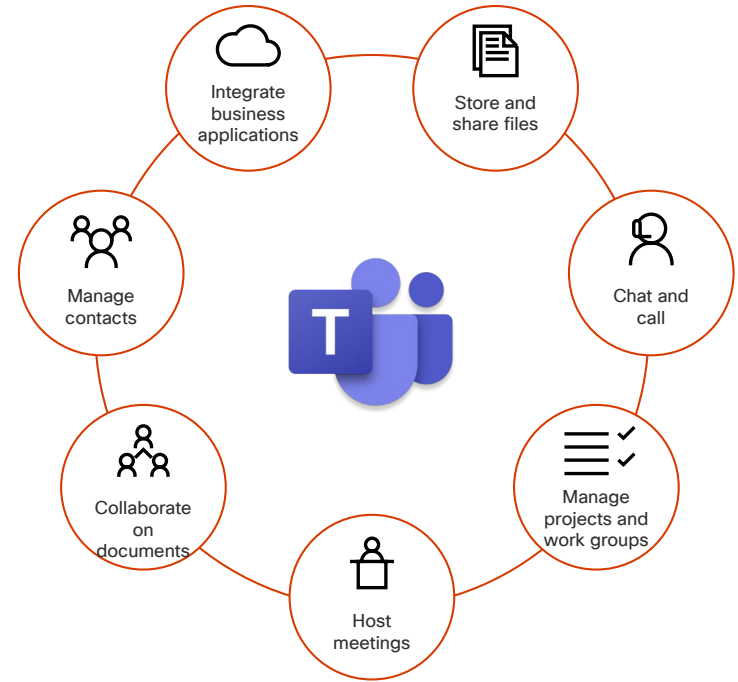 Integrate
business
applications
Store and
share files
Manage
contacts
Chat and
call
T
Collaborate
on
documents
Manage
projects and
work groups
Host
meetings